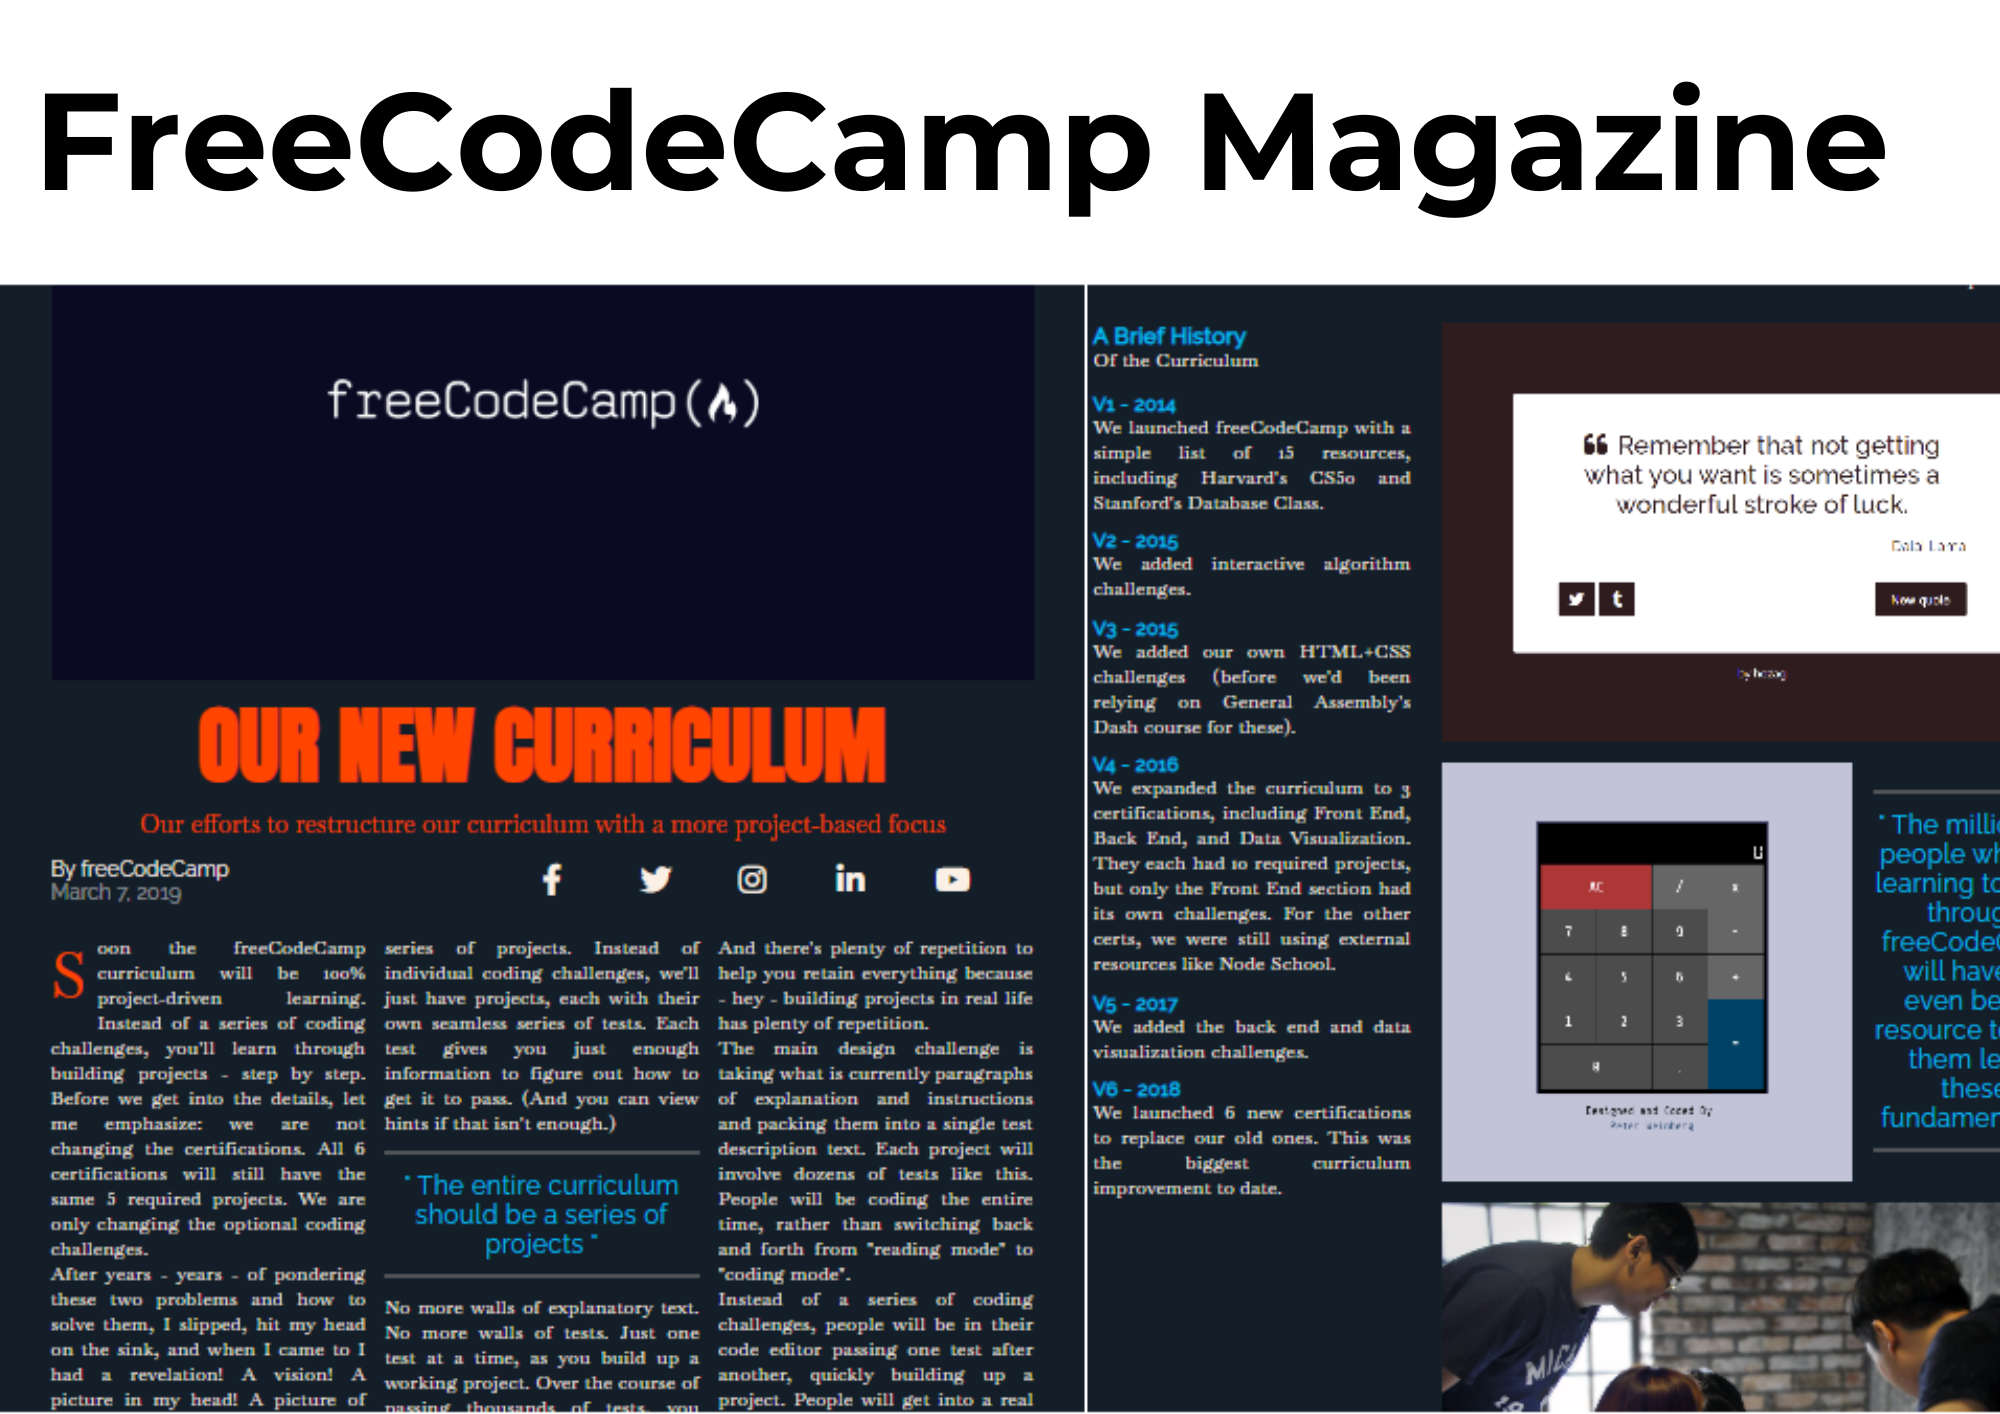 FreeCodeCamp Magazine
freeCodeCamp( )
OUR NEW CURRICULUM
Our efforts to restructure our curriculum with a more project-based focus
By freeCodeCamp
March 7, 2019
Soon the freeCodeCamp
curriculum will be 100%
project-driven learning.
Instead of a series of coding
challenges, you'll learn through
building projects - step by step.
Before we get into the details, let
me emphasize: we are not
changing the certifications. All 6
certifications will still have the
same 5 required projects. We are
only changing the optional coding
challenges.
After years - years - of pondering
these two problems and how to
solve them, I slipped, hit my head
on the sink, and when I came to I
had a revelation! A vision! A
picture in my head! A picture of
series of projects. Instead of
individual coding challenges, we'll
just have projects, each with their
own seamless series of tests. Each
test gives you just enough
information to figure out how to
get it to pass. (And you can view
hints if that isn't enough.)
" The entire curriculum
should be a series of
projects "
No more walls of explanatory text.
No more walls of tests. Just one
test at a time, as you build up a
working project. Over the course of
passing thousands of tests, you
And there's plenty of repetition to
help you retain everything because
- hey - building projects in real life
has plenty of repetition.
The main design challenge is
taking what is currently paragraphs
of explanation and instructions
and packing them into a single test
description text. Each project will
involve dozens of tests like this.
People will be coding the entire
time, rather than switching back
and forth from "reading mode" to
"coding mode".
Instead of a series of coding
challenges, people will be in their
code editor passing one test after
another, quickly building up a
project. People will get into a real
A Brief History
Of the Curriculum
V1 - 2014
We launched freeCodeCamp with a
simple list of 15 resources,
including Harvard's CS50 and
Stanford's Database Class.
V2 - 2015
We added interactive algorithm
challenges.
V3 - 2015
We added our own HTML+CSS
challenges (before we'd been
relying on General Assembly's
Dash course for these).
V4 - 2016
We expanded the curriculum to 3
certifications, including Front End,
Back End, and Data Visualization.
They each had 10 required projects,
but only the Front End section had
its own challenges. For the other
certs, we were still using external
resources like Node School.
V5 - 2017
We added the back end and data
visualization challenges.
V6 - 2018
We launched 6 new certifications
to replace our old ones. This was
the biggest curriculum
improvement to date.
❝ Remember that not getting
what you want is sometimes a
wonderful stroke of luck.
Dalai Lama
New quote
by hezag
AC / x
7 8 9 -
4 5 6 +
1 2 3 =
0 .
Designed and Coded By
Peter Weinberg
" The milli
people wh
learning to
throug
freeCode
will have
even be
resource t
them le
these
fundamen
MICH